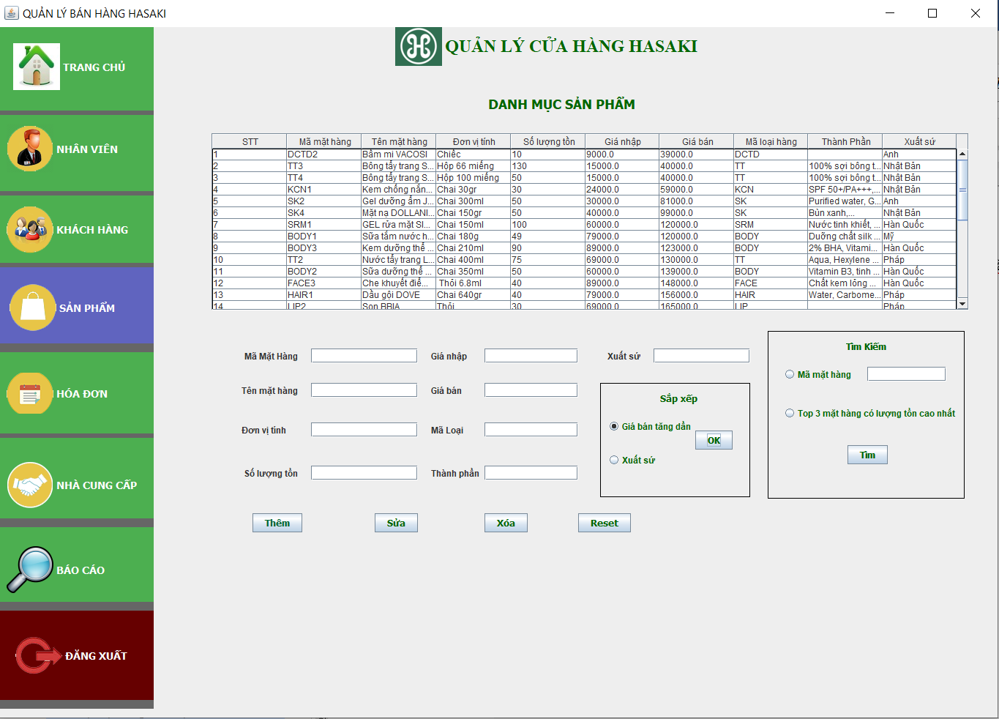 QUẢN LÝ BÁN HÀNG HASAKI
QUẢN LÝ CỬA HÀNG HASAKI
TRANG CHỦ
NHÂN VIÊN
KHÁCH HÀNG
SẢN PHẨM
HÓA ĐƠN
NHÀ CUNG CẤP
BÁO CÁO
ĐĂNG XUẤT
DANH MỤC SẢN PHẨM
STT Mã mặt hàng Tên mặt hàng Đơn vị tính Số lượng tồn Giá nhập Giá bán Mã loại hàng Thành Phần Xuất sứ
1 DCTD2 Bấm mi VACOSI Chiếc 10 9000.0 39000.0 DCTD Anh
2 TT3 Bông tẩy trang S... Hộp 66 miếng 130 15000.0 40000.0 TT 100% sợi bông t... Nhật Bản
3 TT4 Bông tẩy trang S... Hộp 100 miếng 50 15000.0 40000.0 TT 100% sợi bông t... Nhật Bản
4 KCN1 Kem chống nắn... Chai 30gr 30 24000.0 59000.0 KCN SPF 50+/PA+++,... Nhật Bản
5 SK2 Gel dưỡng ẩm J... Chai 300ml 50 30000.0 81000.0 SK Purified water, G... Anh
6 SK4 Mặt nạ DOLLANI... Chai 150gr 50 40000.0 99000.0 SK Bùn xanh,... Nhật Bản
7 SRM1 GEL rửa mặt SI... Chai 150ml 100 60000.0 120000.0 SRM Nước tinh khiết, ... Hàn Quốc
8 BODY1 Sữa tắm nước h... Chai 180g 49 79000.0 120000.0 BODY Duỡng chất silk ... Mỹ
9 BODY3 Kem dưỡng thể ... Chai 210ml 90 89000.0 123000.0 BODY 2% BHA, Vitami... Hàn Quốc
10 TT2 Nước tẩy trang L... Chai 400ml 75 69000.0 130000.0 TT Aqua, Hexylene ... Pháp
11 BODY2 Sữa dưỡng thể ... Chai 350ml 50 60000.0 139000.0 BODY Vitamin B3, tinh ... Hàn Quốc
12 FACE3 Che khuyết điể... Thỏi 6.8ml 40 89000.0 148000.0 FACE Chất kem lỏng ... Hàn Quốc
13 HAIR1 Dầu gội DOVE Chai 640gr 40 79000.0 156000.0 HAIR Water, Carbome... Pháp
14 LIP2 Son BBIA Thỏi 30 69000.0 165000.0 LIP Pháp
Mã Mặt Hàng Giá nhập Xuất sứ
Tên mặt hàng Giá bán
Đơn vị tính Mã Loại
Số lượng tồn Thành phần
Sắp xếp
Giá bán tăng dần
OK
Xuất sứ
Tìm Kiếm
Mã mặt hàng
Top 3 mặt hàng có lượng tồn cao nhất
Tìm
Thêm Sửa Xóa Reset